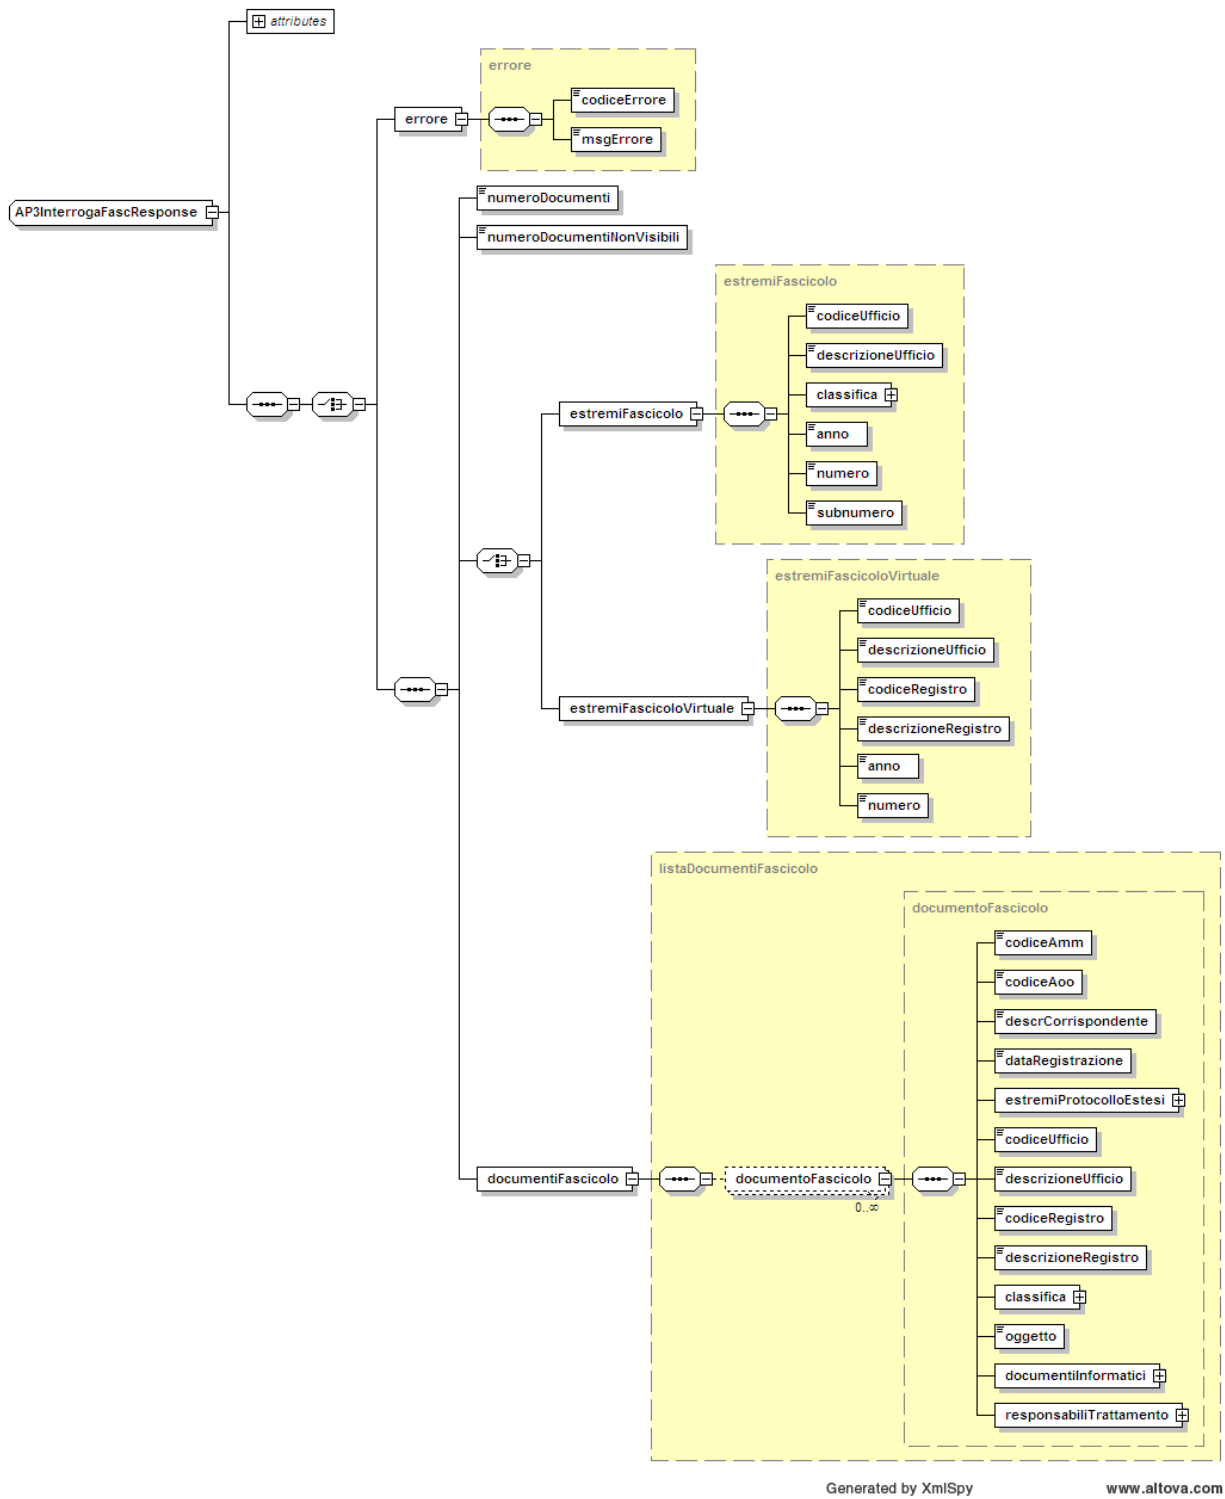 attributes
errore
codiceErrore
errore
msgErrore
numeroDocumenti
AP3InterrogaFascResponse
numeroDocumentiNonVisibili
estremiFascicolo
codiceUfficio
descrizioneUfficio
classifica
estremiFascicolo
anno
numero
subnumero
estremiFascicoloVirtuale
codiceUfficio
descrizioneUfficio
codiceRegistro
estremiFascicoloVirtuale
descrizioneRegistro
anno
numero
listaDocumentiFascicolo
documentoFascicolo
codiceAmm
codiceAoo
descrCorrispondente
dataRegistrazione
estremiProtocolloEstesi
codiceUfficio
documentiFascicolo
documentoFascicolo
descrizioneUfficio
0..∞
codiceRegistro
descrizioneRegistro
classifica
oggetto
documentiInformatici
responsabiliTrattamento
Generated by XmlSpy www.altova.com